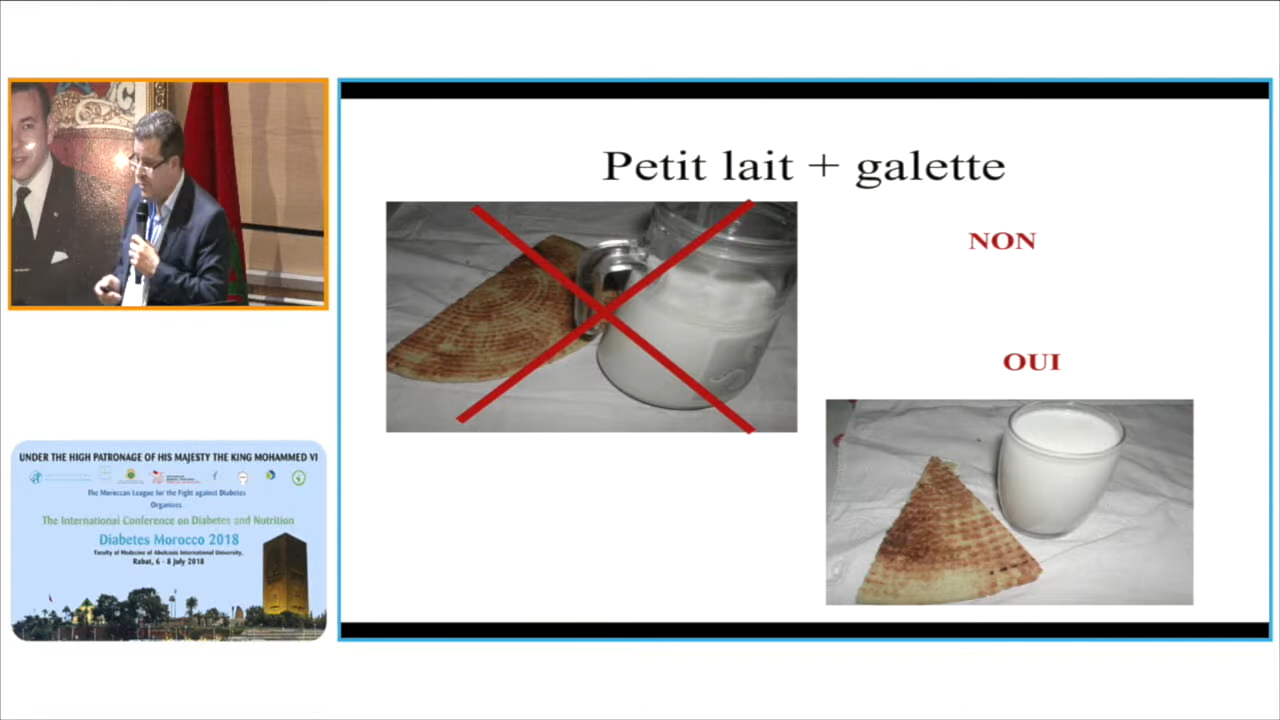 Petit lait + galette
NON
OUI
UNDER THE HIGH PATRONAGE OF HIS MAJESTY THE KING MOHAMMED VI
The Moroccan League for the Fight against Diabetes
Organises
The International Conference on Diabetes and Nutrition
Diabetes Morocco 2018
Faculty of Medecine of Abulcasis International University,
Rabat, 6 - 8 July 2018